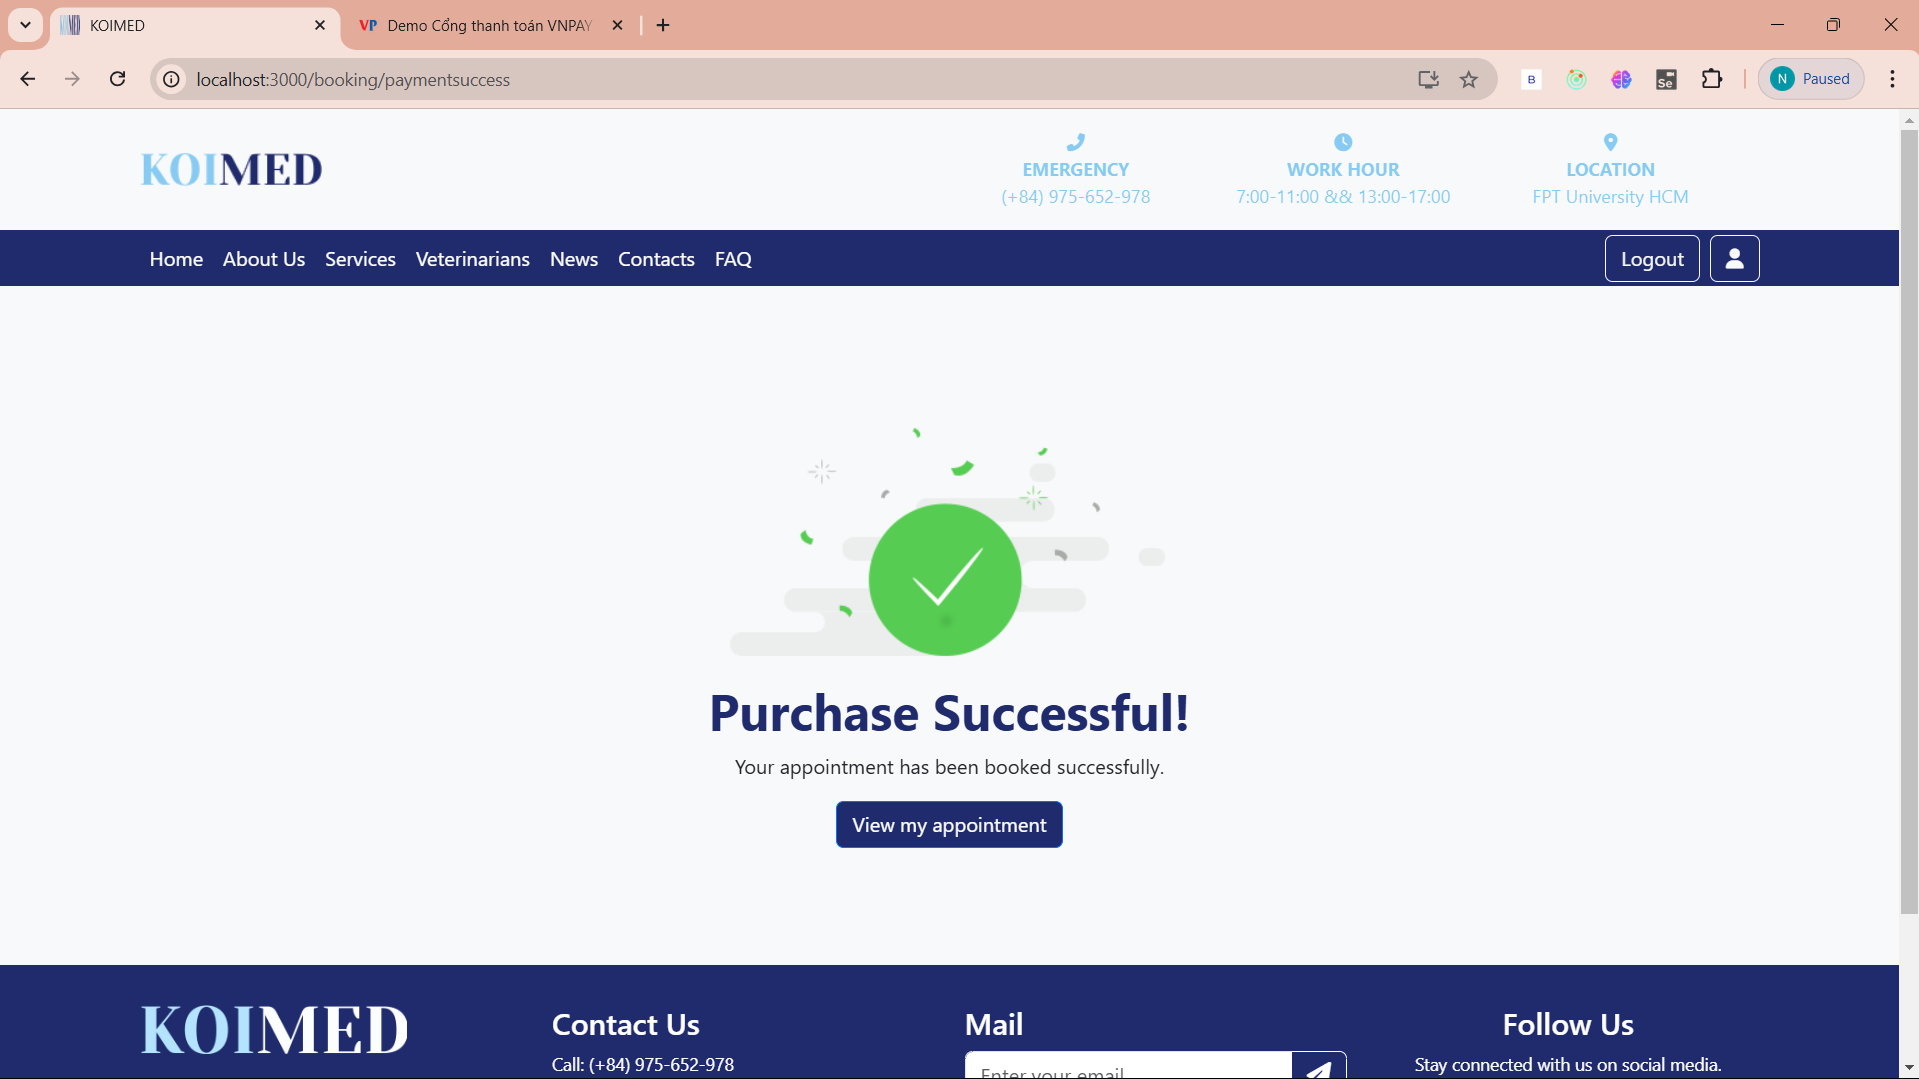 KOIMED
VP Demo Cổng thanh toán VNPAY
localhost:3000/booking/paymentsuccess
B
Se
N Paused
KOIMED
EMERGENCY
(+84) 975-652-978
WORK HOUR
7:00-11:00 && 13:00-17:00
LOCATION
FPT University HCM
Home About Us Services Veterinarians News Contacts FAQ
Logout
Purchase Successful!
Your appointment has been booked successfully.
View my appointment
KOIMED
Contact Us
Call: (+84) 975-652-978
Mail
Enter your email
Follow Us
Stay connected with us on social media.